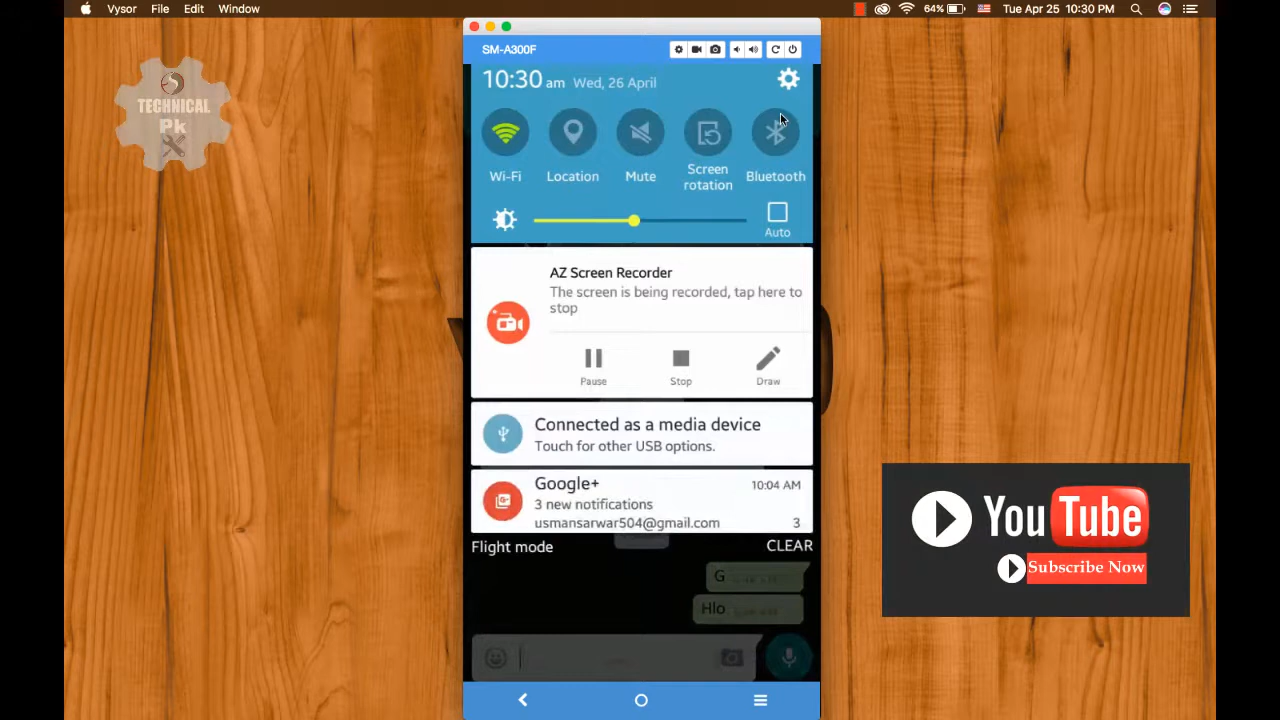 Vysor File Edit Window
64% Tue Apr 25 10:30 PM
TECHNICAL
Pk
SM-A300F
10:30 am Wed, 26 April
Wi-Fi Location Mute Screen rotation Bluetooth
Auto
AZ Screen Recorder
The screen is being recorded, tap here to
stop
Pause Stop Draw
Connected as a media device
Touch for other USB options.
Google+ 10:04 AM
3 new notifications
usmansarwar504@gmail.com 3
Flight mode CLEAR
G
Hlo
You Tube
Subscribe Now